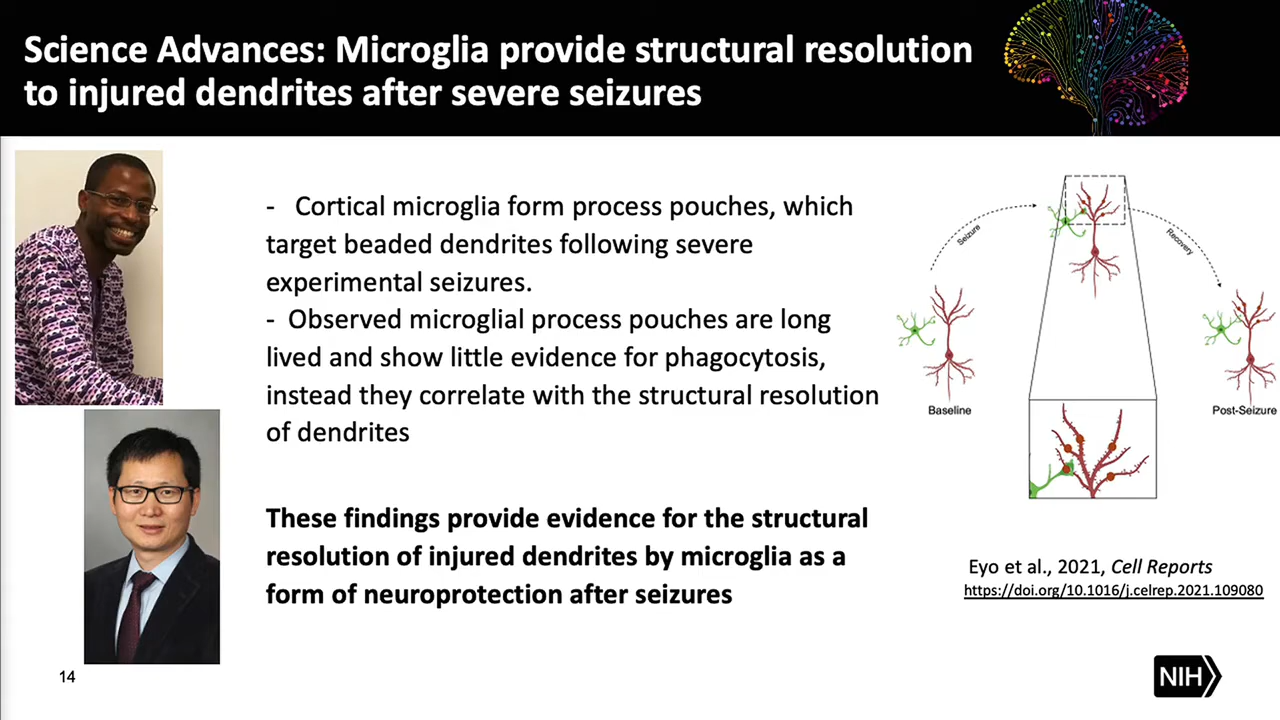 Science Advances: Microglia provide structural resolution
to injured dendrites after severe seizures
- Cortical microglia form process pouches, which
target beaded dendrites following severe
experimental seizures.
- Observed microglial process pouches are long
lived and show little evidence for phagocytosis,
instead they correlate with the structural resolution
of dendrites
These findings provide evidence for the structural
resolution of injured dendrites by microglia as a
form of neuroprotection after seizures
Seizure
Recovery
Baseline
Post-Seizure
Eyo et al., 2021, Cell Reports
https://doi.org/10.1016/j.celrep.2021.109080
14
NIH